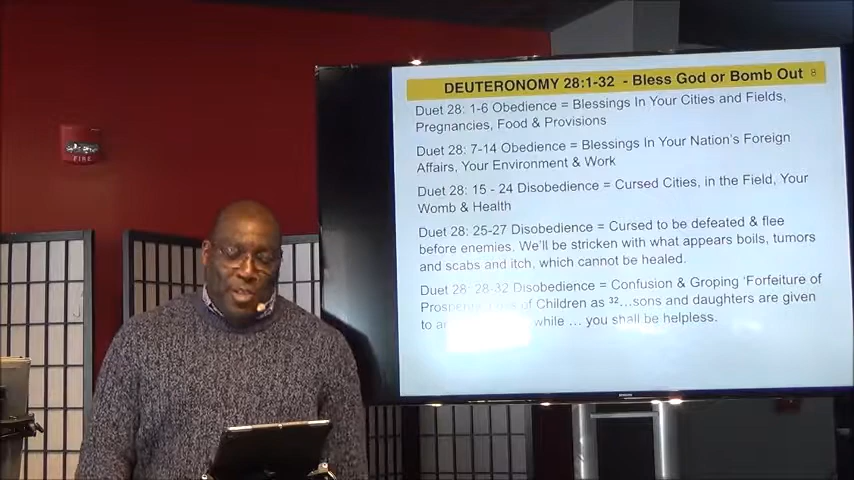 DEUTERONOMY 28:1-32 - Bless God or Bomb Out 8
Duet 28: 1-6 Obedience = Blessings In Your Cities and Fields,
Pregnancies, Food & Provisions
Duet 28: 7-14 Obedience = Blessings In Your Nation's Foreign
Affairs, Your Environment & Work
Duet 28: 15 - 24 Disobedience = Cursed Cities, in the Field, Your
Womb & Health
Duet 28: 25-27 Disobedience = Cursed to be defeated & flee
before enemies. We'll be stricken with what appears boils, tumors
and scabs and itch, which cannot be healed.
Duet 28: 28-32 Disobedience = Confusion & Groping 'Forfeiture of
Prosperity, of Children as ³²…sons and daughters are given
to while … you shall be helpless.
FIRE